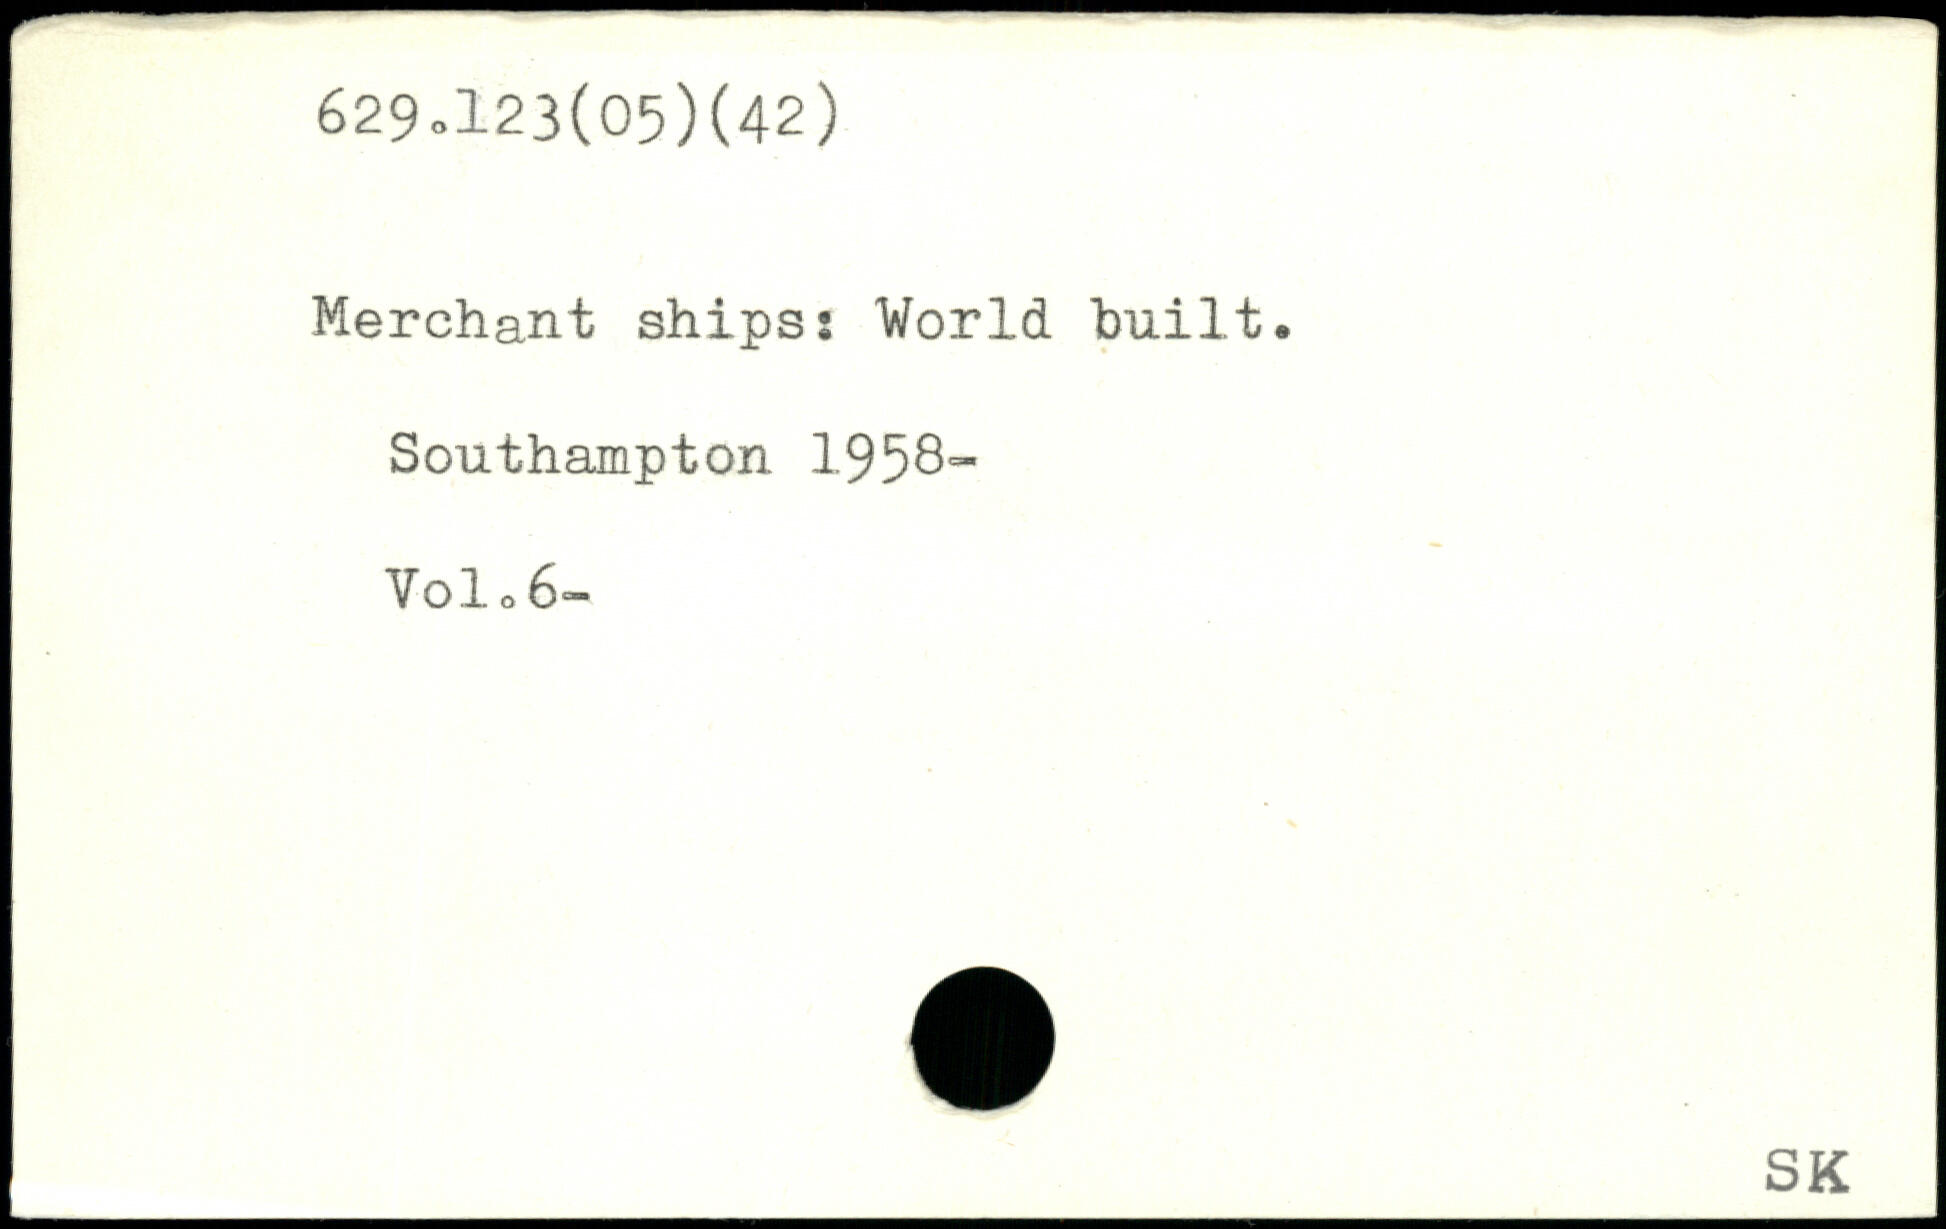 629.123(05)(42)
Merchant ships: World built.
Southampton 1958-
Vol.6-
SK